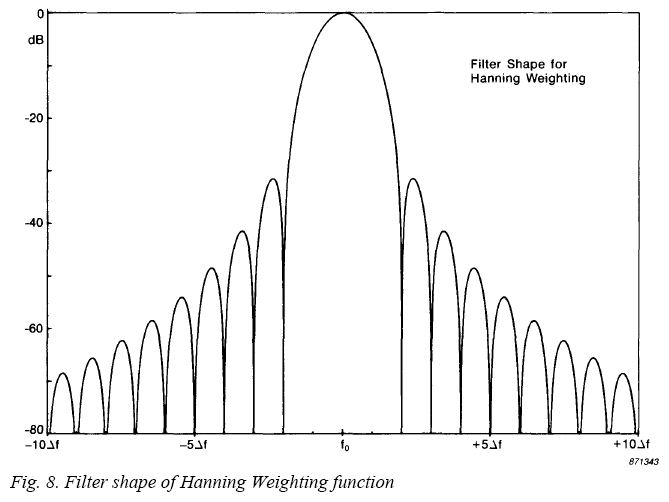 0
dB
-20
-40
-60
-80
Filter Shape for
Hanning Weighting
-10Δf
-5Δf
f₀
+5Δf
+10Δf
871343
Fig. 8. Filter shape of Hanning Weighting function